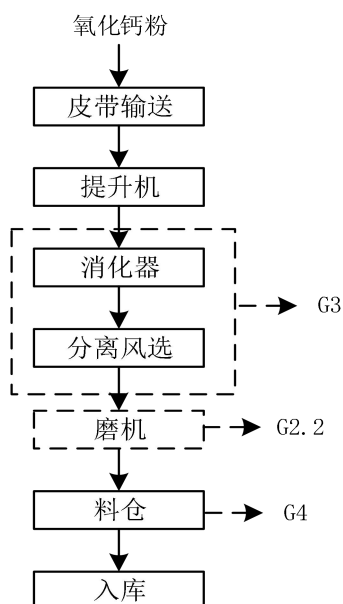 氧化钙粉
皮带输送
提升机
消化器
G3
分离风选
磨机
G2.2
料仓
G4
入库